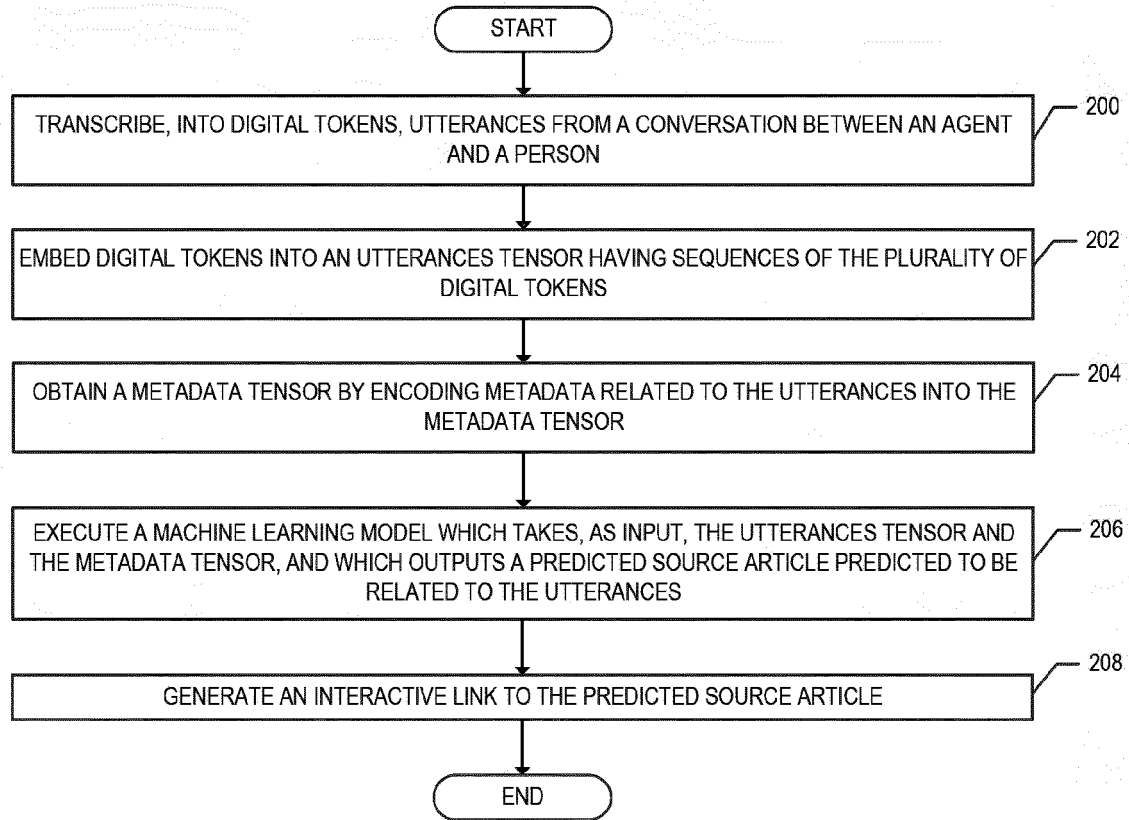 START
200
TRANSCRIBE, INTO DIGITAL TOKENS, UTTERANCES FROM A CONVERSATION BETWEEN AN AGENT
AND A PERSON
202
EMBED DIGITAL TOKENS INTO AN UTTERANCES TENSOR HAVING SEQUENCES OF THE PLURALITY OF
DIGITAL TOKENS
204
OBTAIN A METADATA TENSOR BY ENCODING METADATA RELATED TO THE UTTERANCES INTO THE
METADATA TENSOR
206
EXECUTE A MACHINE LEARNING MODEL WHICH TAKES, AS INPUT, THE UTTERANCES TENSOR AND
THE METADATA TENSOR, AND WHICH OUTPUTS A PREDICTED SOURCE ARTICLE PREDICTED TO BE
RELATED TO THE UTTERANCES
208
GENERATE AN INTERACTIVE LINK TO THE PREDICTED SOURCE ARTICLE
END